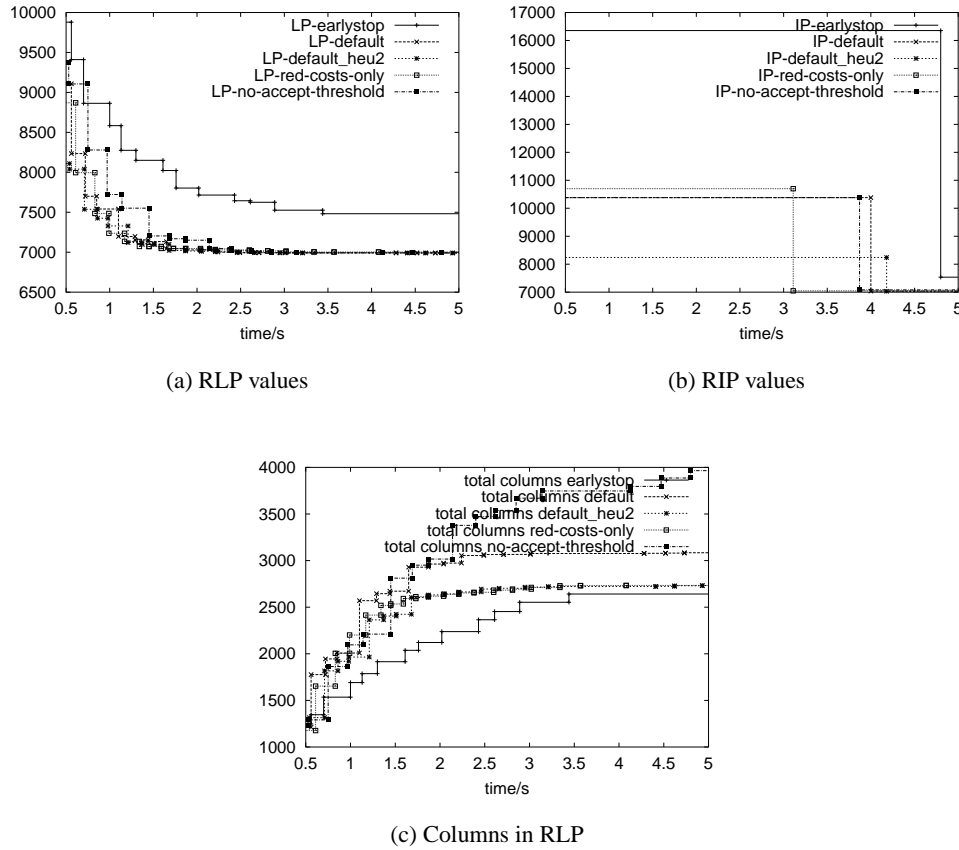 10000
9500
9000
8500
8000
7500
7000
6500
0.5 1 1.5 2 2.5 3 3.5 4 4.5 5
time/s
LP-earlystop
LP-default
LP-default_heu2
LP-red-costs-only
LP-no-accept-threshold
(a) RLP values
17000
16000
15000
14000
13000
12000
11000
10000
9000
8000
7000
0.5 1 1.5 2 2.5 3 3.5 4 4.5 5
time/s
IP-earlystop
IP-default
IP-default_heu2
IP-red-costs-only
IP-no-accept-threshold
(b) RIP values
4000
3500
3000
2500
2000
1500
1000
0.5 1 1.5 2 2.5 3 3.5 4 4.5 5
time/s
total columns earlystop
total columns default
total columns default_heu2
total columns red-costs-only
total columns no-accept-threshold
(c) Columns in RLP